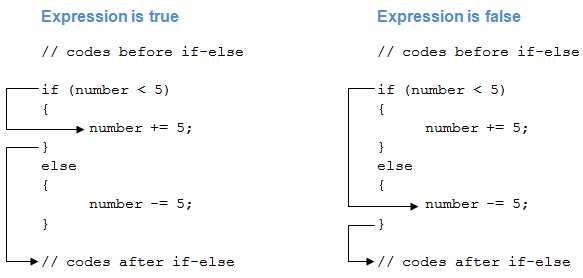 Expression is true
// codes before if-else
if (number < 5)
{
number += 5;
}
else
{
number -= 5;
}
// codes after if-else
Expression is false
// codes before if-else
if (number < 5)
{
number += 5;
}
else
{
number -= 5;
}
// codes after if-else